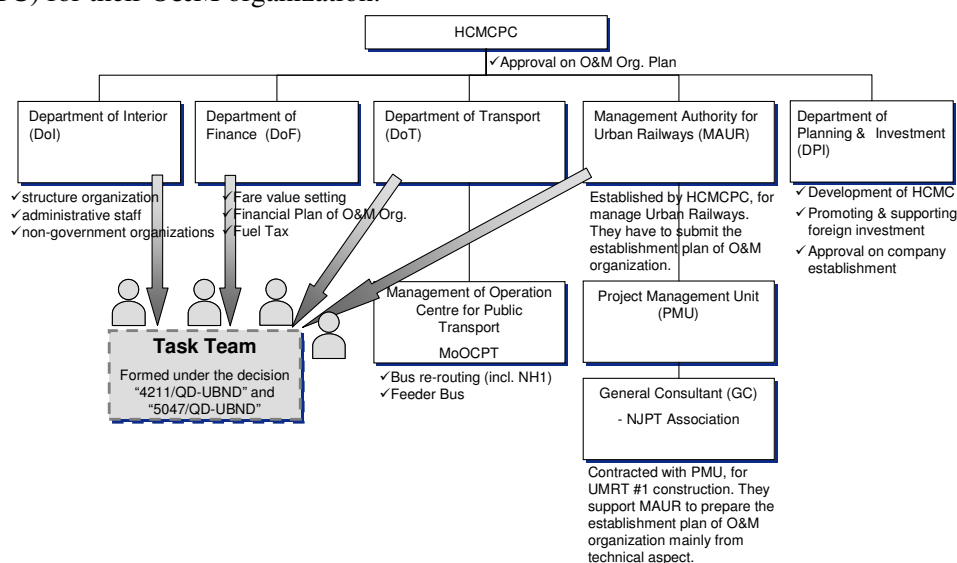 HCMCPC
✓Approval on O&M Org. Plan
Department of Interior
(DoI)
Department of
Finance (DoF)
Department of Transport
(DoT)
Management Authority for
Urban Railways (MAUR)
Department of
Planning & Investment
(DPI)
✓structure organization
✓administrative staff
✓non-government organizations
✓Fare value setting
✓Financial Plan of O&M Org.
✓Fuel Tax
Established by HCMCPC, for
manage Urban Railways.
They have to submit the
establishment plan of O&M
organization.
✓Development of HCMC
✓Promoting & supporting
foreign investment
✓Approval on company
establishment
Management of Operation
Centre for Public
Transport
MoOCPT
✓Bus re-routing (incl. NH1)
✓Feeder Bus
Project Management Unit
(PMU)
Task Team
Formed under the decision
“4211/QD-UBND” and
“5047/QD-UBND”
General Consultant (GC)
- NJPT Association
Contracted with PMU, for
UMRT #1 construction. They
support MAUR to prepare the
establishment plan of O&M
organization mainly from
technical aspect.